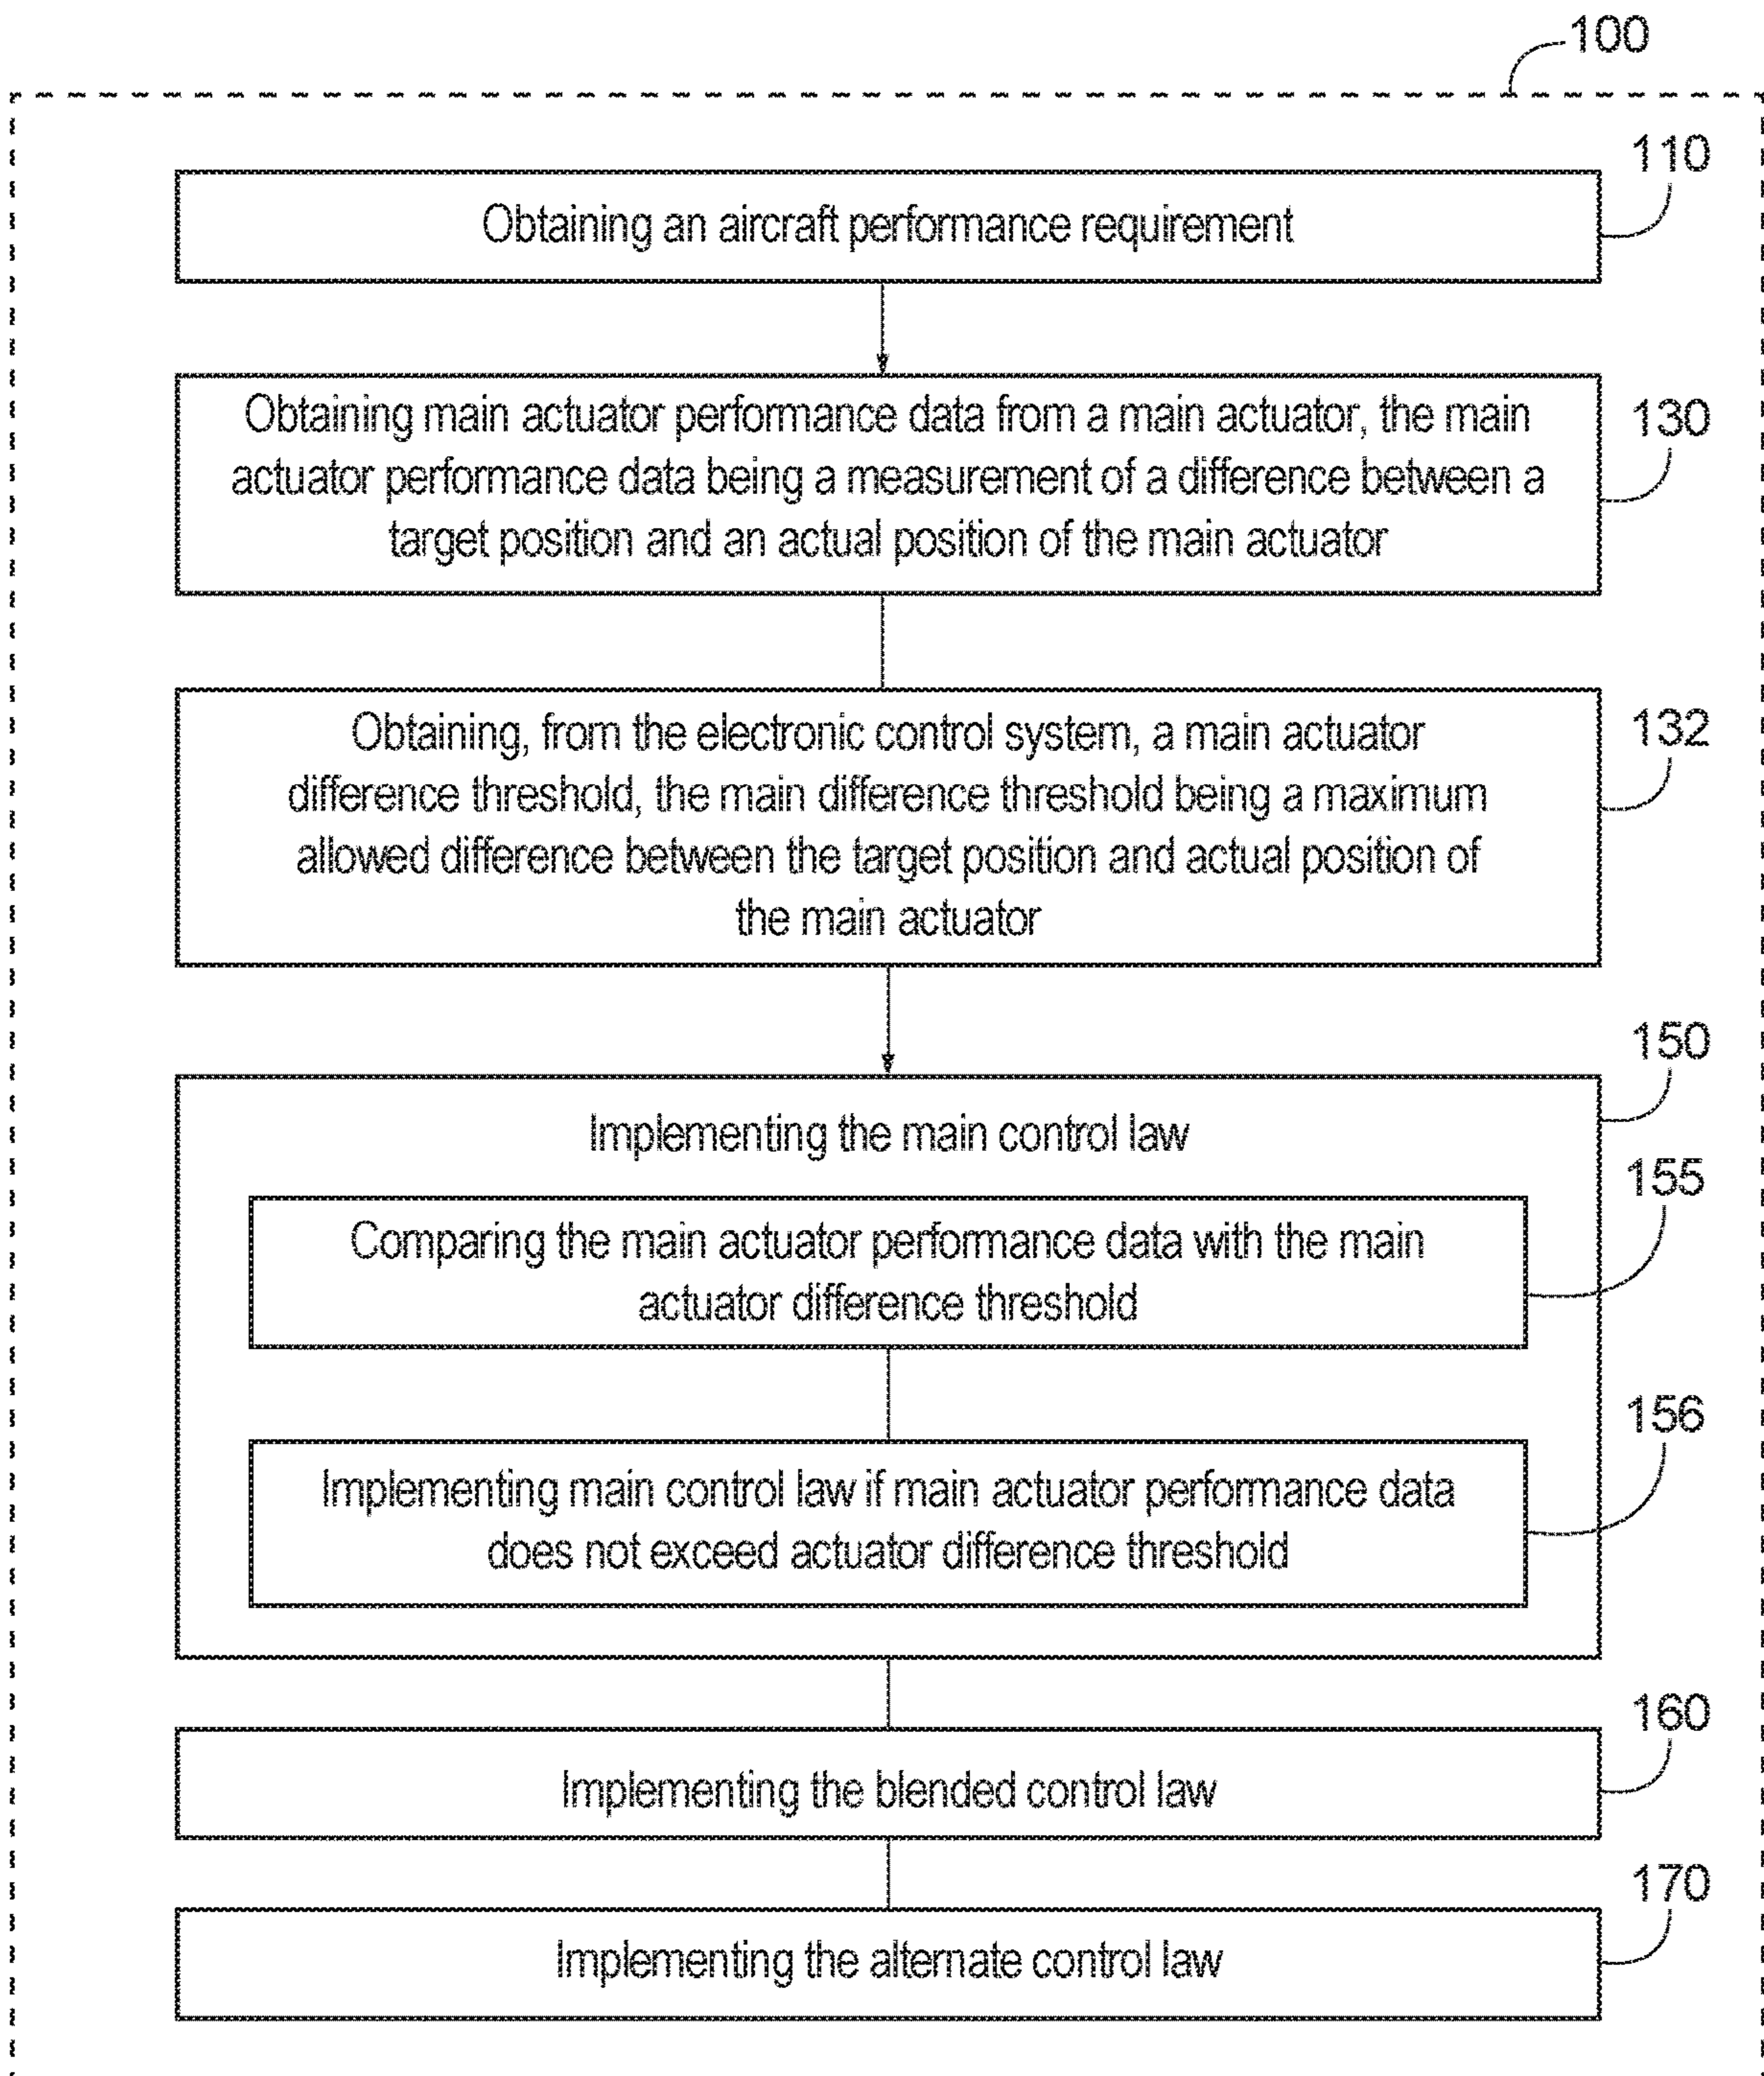 100
110
Obtaining an aircraft performance requirement
Obtaining main actuator performance data from a main actuator, the main
130
actuator performance data being a measurement of a difference between a
target position and an actual position of the main actuator
Obtaining, from the electronic control system, a main actuator
132
difference threshold, the main difference threshold being a maximum
allowed difference between the target position and actual position of
the main actuator
150
Implementing the main control law
155
Comparing the main actuator performance data with the main
actuator difference threshold
156
Implementing main control law if main actuator performance data
does not exceed actuator difference threshold
160
Implementing the blended control law
170
Implementing the alternate control law